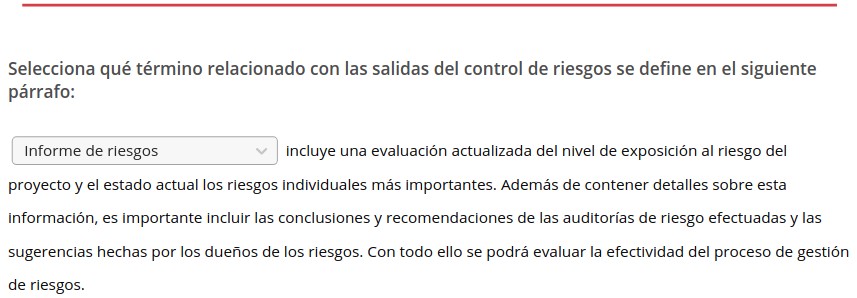 Selecciona qué término relacionado con las salidas del control de riesgos se define en el siguiente
párrafo:
Informe de riesgos incluye una evaluación actualizada del nivel de exposición al riesgo del
proyecto y el estado actual los riesgos individuales más importantes. Además de contener detalles sobre esta
información, es importante incluir las conclusiones y recomendaciones de las auditorías de riesgo efectuadas y las
sugerencias hechas por los dueños de los riesgos. Con todo ello se podrá evaluar la efectividad del proceso de gestión
de riesgos.